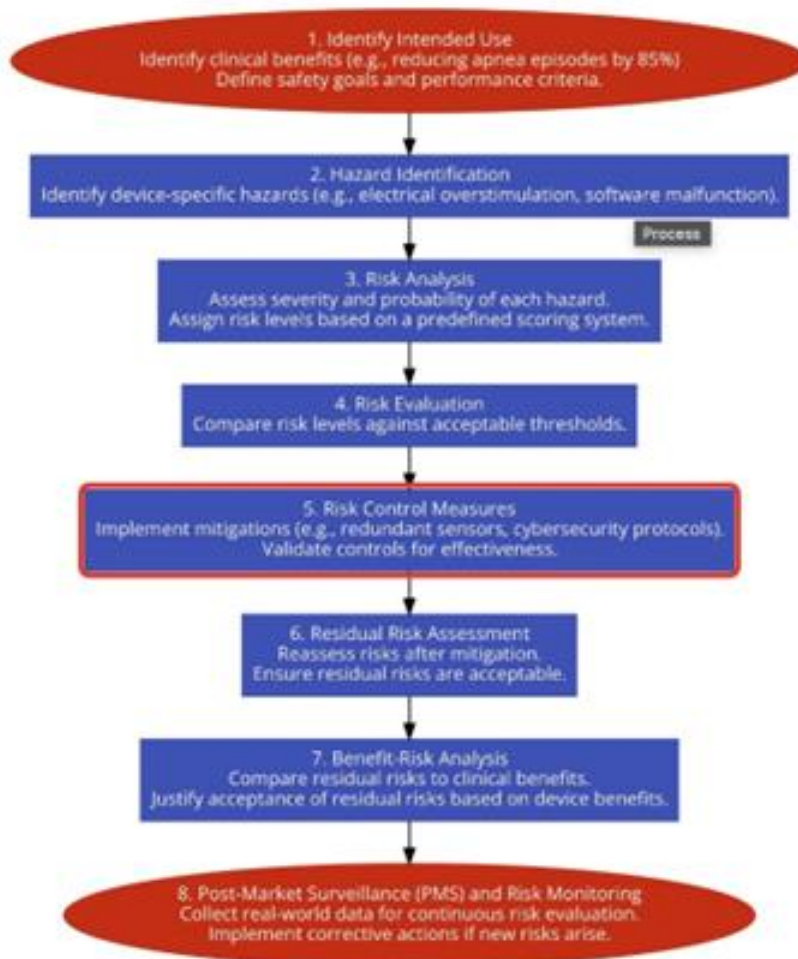 1. Identify Intended Use
Identify clinical benefits (e.g., reducing apnea episodes by 85%)
Define safety goals and performance criteria.
2. Hazard Identification
Identify device-specific hazards (e.g., electrical overstimulation, software malfunction).
Process
3. Risk Analysis
Assess severity and probability of each hazard.
Assign risk levels based on a predefined scoring system.
4. Risk Evaluation
Compare risk levels against acceptable thresholds.
5. Risk Control Measures
Implement mitigations (e.g., redundant sensors, cybersecurity protocols).
Validate controls for effectiveness.
6. Residual Risk Assessment
Reassess risks after mitigation.
Ensure residual risks are acceptable.
7. Benefit-Risk Analysis
Compare residual risks to clinical benefits.
Justify acceptance of residual risks based on device benefits.
8. Post-Market Surveillance (PMS) and Risk Monitoring
Collect real-world data for continuous risk evaluation.
Implement corrective actions if new risks arise.